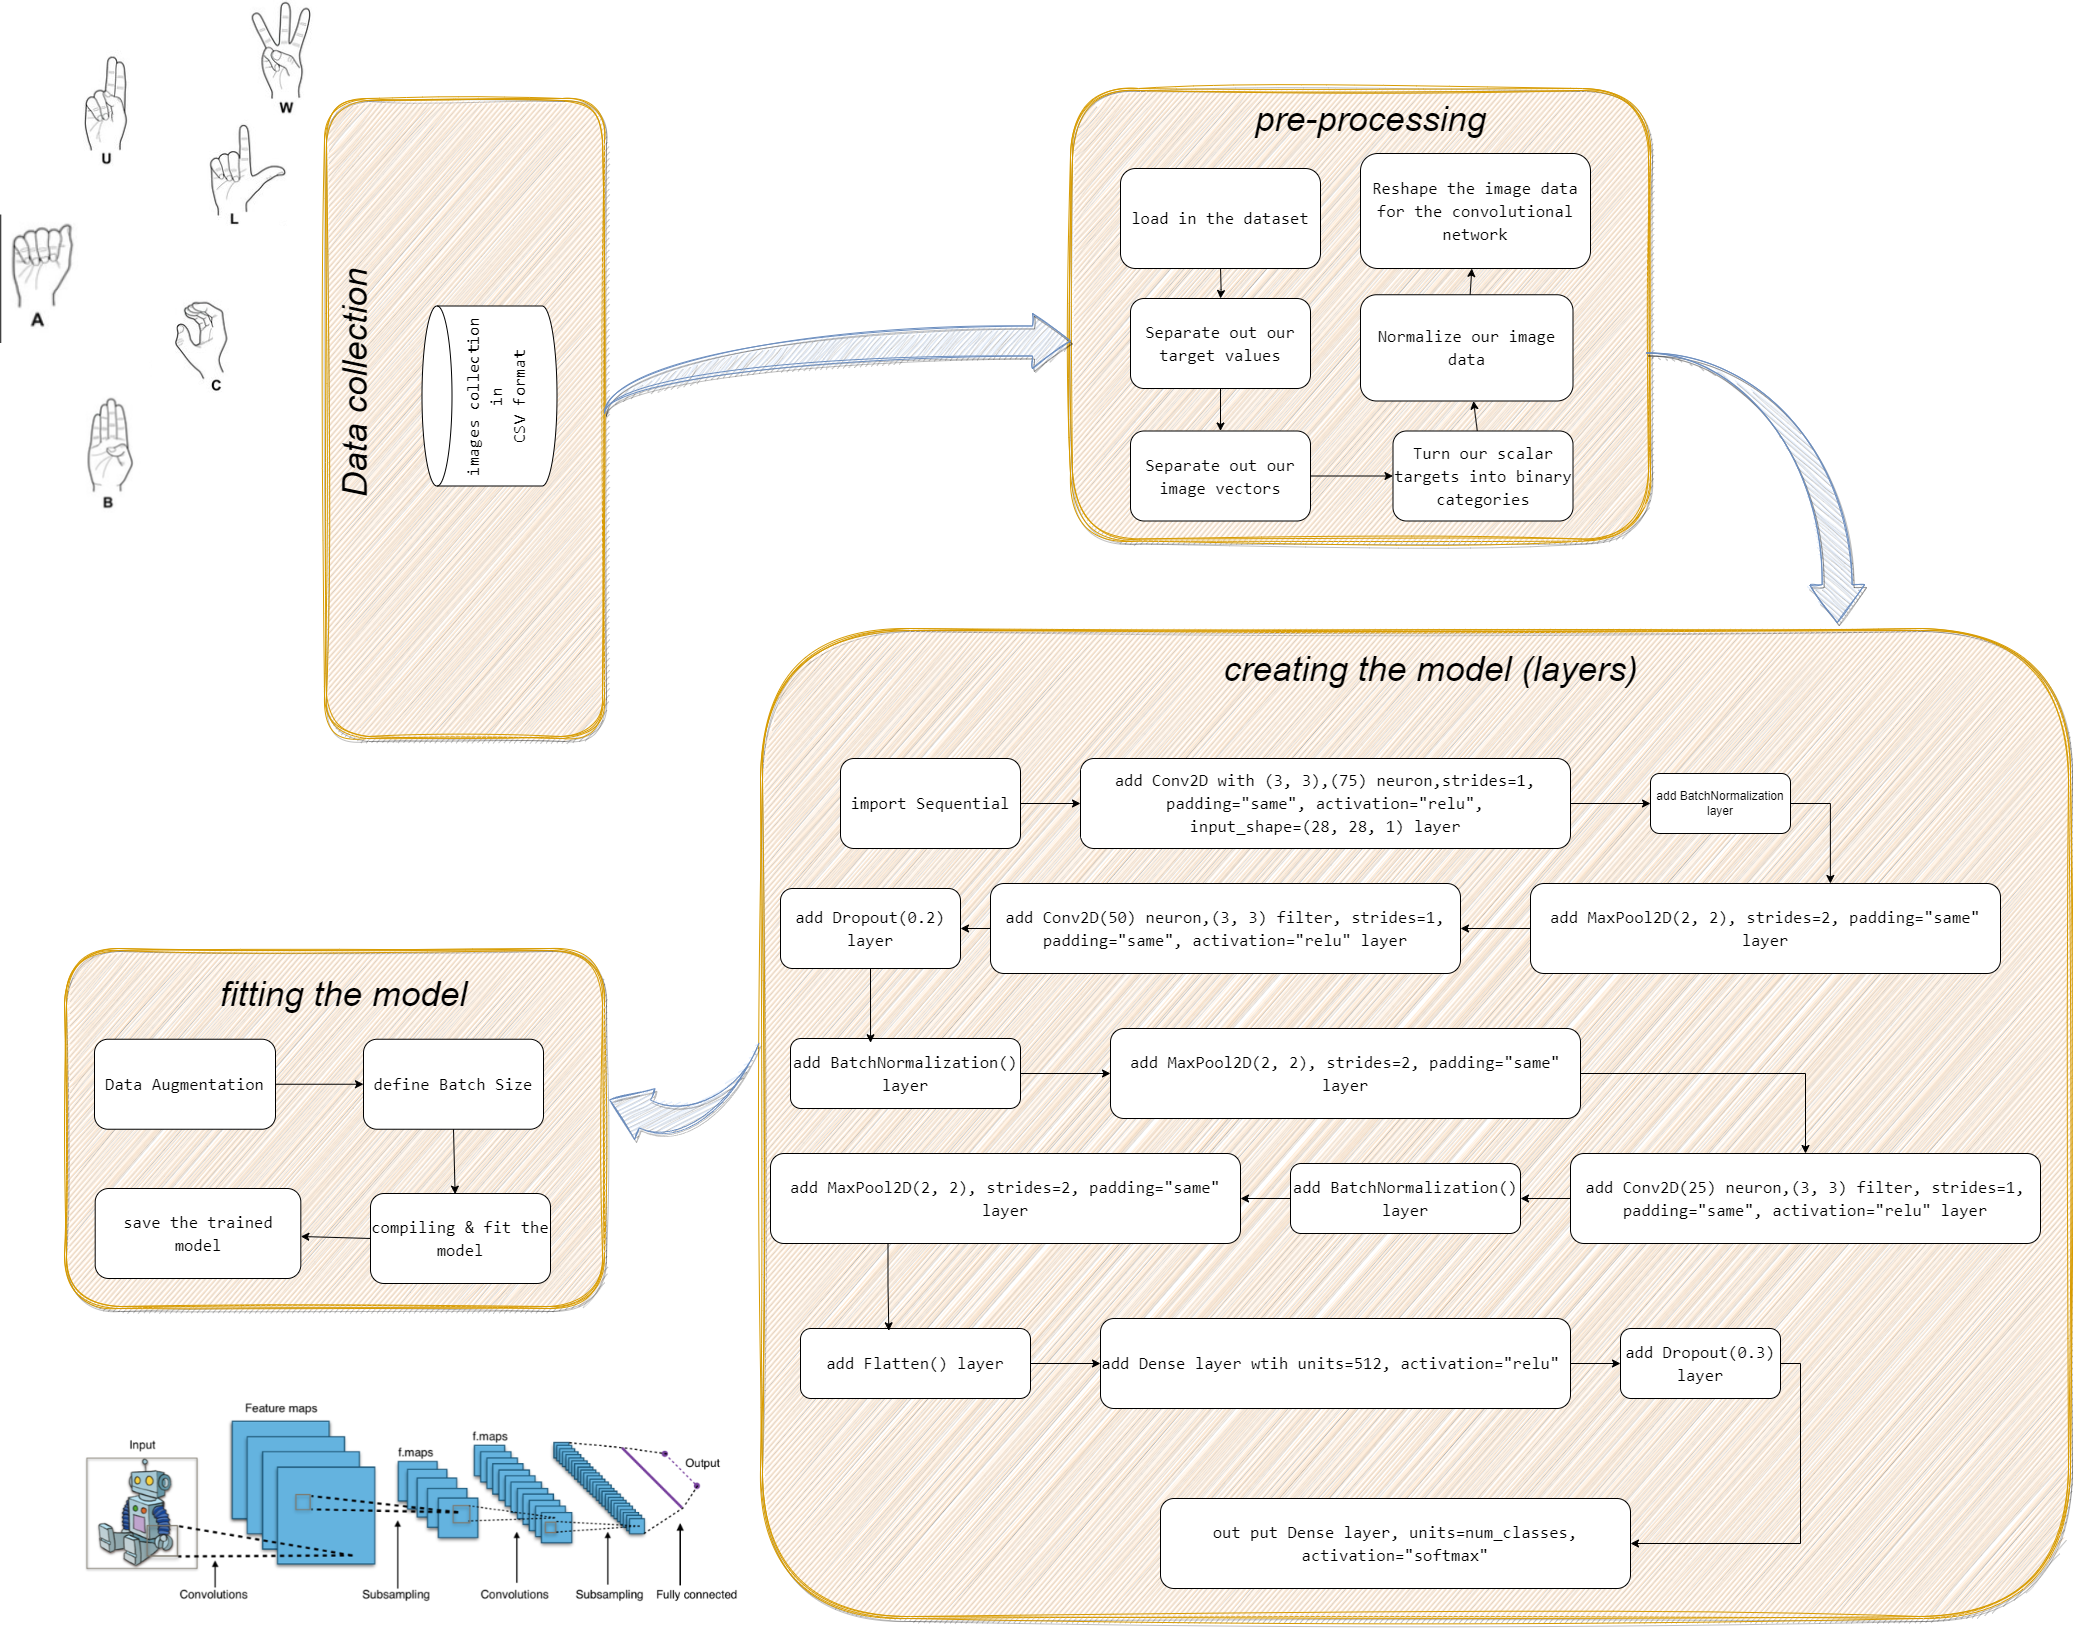 W
U
L
A
C
B
Data collection
images collection
in
CSV format
pre-processing
load in the dataset
Separate out our
target values
Separate out our
image vectors
Turn our scalar
targets into binary
categories
Normalize our image
data
Reshape the image data
for the convolutional
network
creating the model (layers)
import Sequential
add Conv2D with (3, 3),(75) neuron,strides=1,
padding="same", activation="relu",
input_shape=(28, 28, 1) layer
add BatchNormalization
layer
add MaxPool2D(2, 2), strides=2, padding="same"
layer
add Conv2D(50) neuron,(3, 3) filter, strides=1,
padding="same", activation="relu" layer
add Dropout(0.2)
layer
add BatchNormalization()
layer
add MaxPool2D(2, 2), strides=2, padding="same"
layer
add Conv2D(25) neuron,(3, 3) filter, strides=1,
padding="same", activation="relu" layer
add BatchNormalization()
layer
add MaxPool2D(2, 2), strides=2, padding="same"
layer
add Flatten() layer
add Dense layer wtih units=512, activation="relu"
add Dropout(0.3)
layer
out put Dense layer, units=num_classes,
activation="softmax"
fitting the model
Data Augmentation
define Batch Size
compiling & fit the
model
save the trained
model
Input
Feature maps
f.maps
f.maps
Output
Convolutions
Subsampling
Convolutions
Subsampling
Fully connected